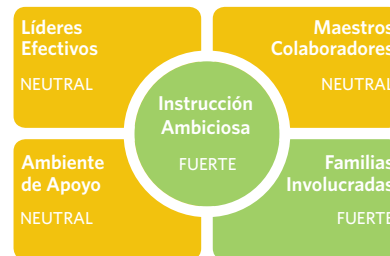 Líderes
Efectivos
NEUTRAL
Maestros
Colaboradores
NEUTRAL
Instrucción
Ambiciosa
FUERTE
Ambiente
de Apoyo
NEUTRAL
Familias
Involucradas
FUERTE